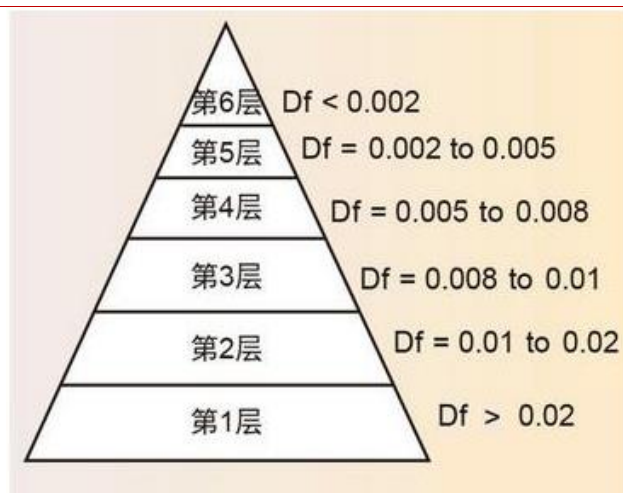 第6层 Df < 0.002
第5层 Df = 0.002 to 0.005
第4层 Df = 0.005 to 0.008
第3层 Df = 0.008 to 0.01
第2层 Df = 0.01 to 0.02
第1层 Df > 0.02